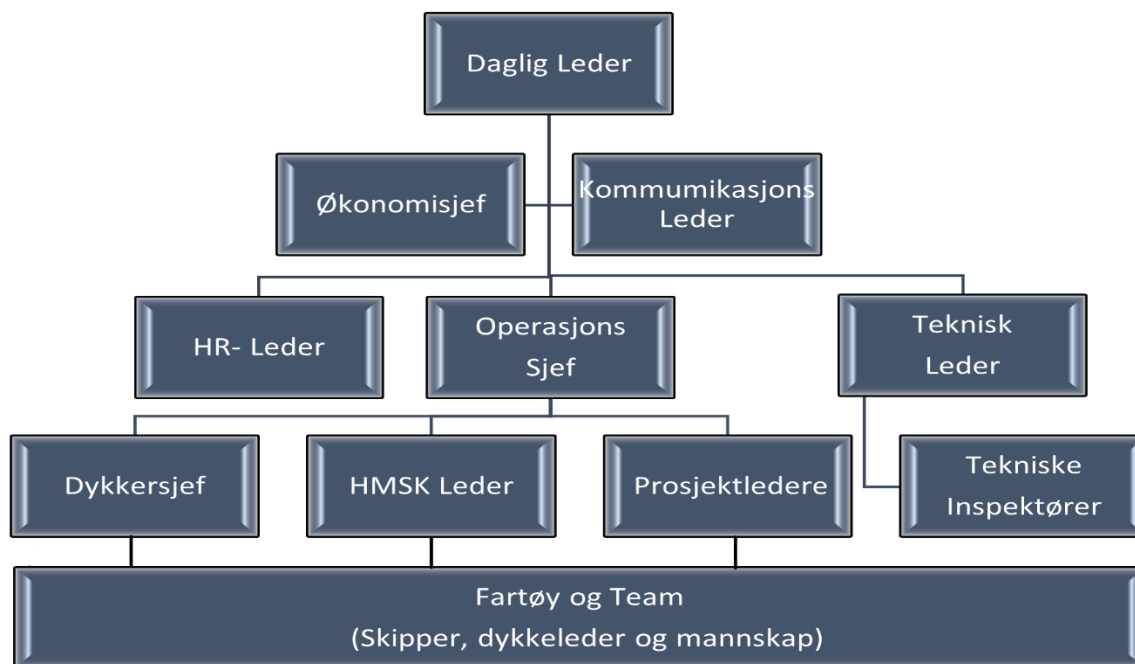 Daglig Leder
Økonomisjef
Kommumikasjons
Leder
HR- Leder
Operasjons
Sjef
Teknisk
Leder
Dykkersjef
HMSK Leder
Prosjektledere
Tekniske
Inspektører
Fartøy og Team
(Skipper, dykkeleder og mannskap)